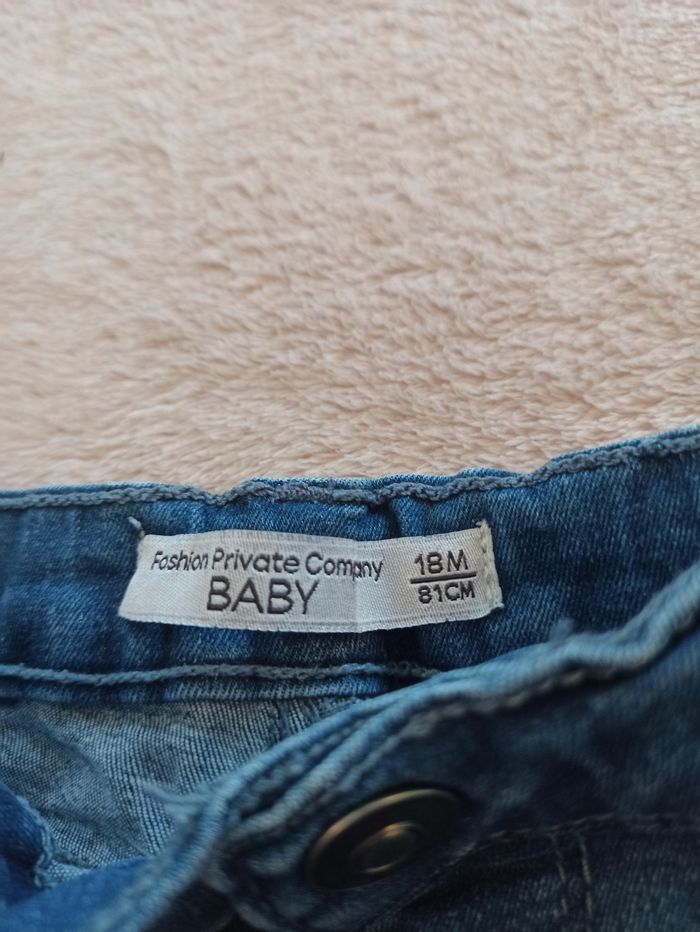 Fashion Private Company
BABY
18M
81CM